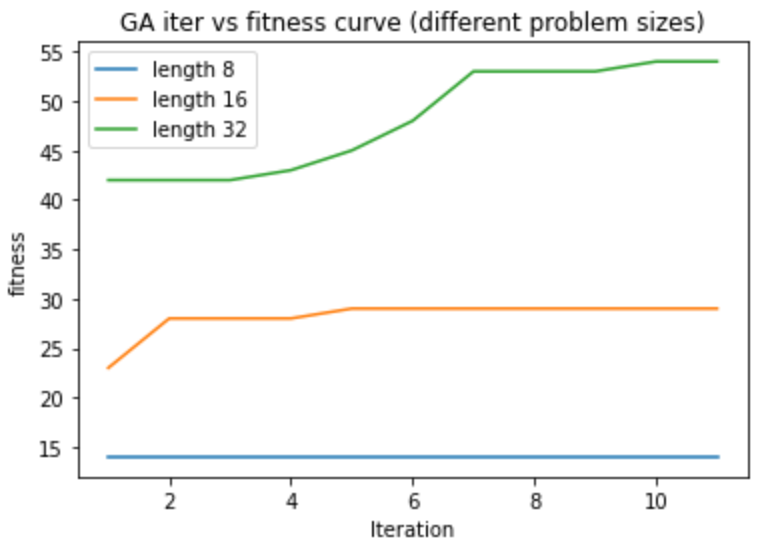 GA iter vs fitness curve (different problem sizes)
55
50
45
40
35
30
25
20
15
fitness
length 8
length 16
length 32
2 4 6 8 10
Iteration